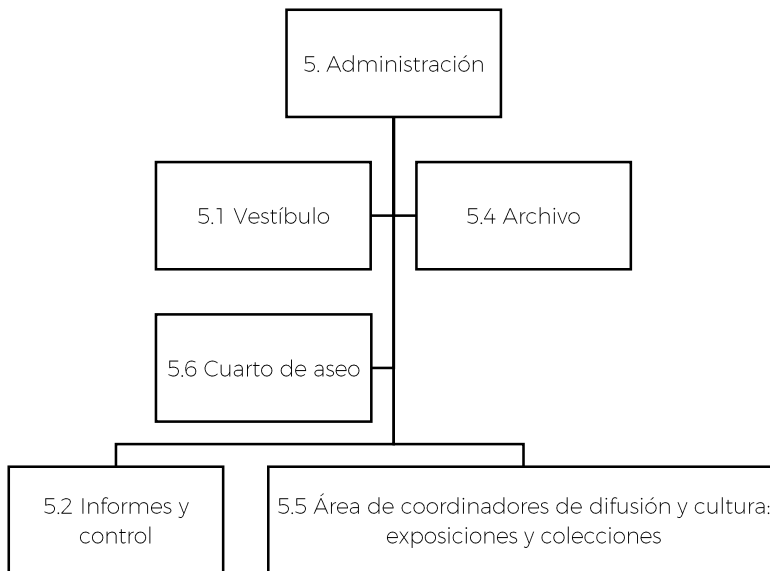 5. Administración
5.1 Vestíbulo
5.4 Archivo
5.6 Cuarto de aseo
5.2 Informes y
control
5.5 Área de coordinadores de difusión y cultura:
exposiciones y colecciones